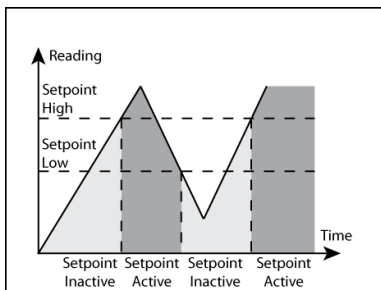 Reading
Setpoint
High
Setpoint
Low
Time
Setpoint Setpoint Setpoint Setpoint
Inactive Active Inactive Active